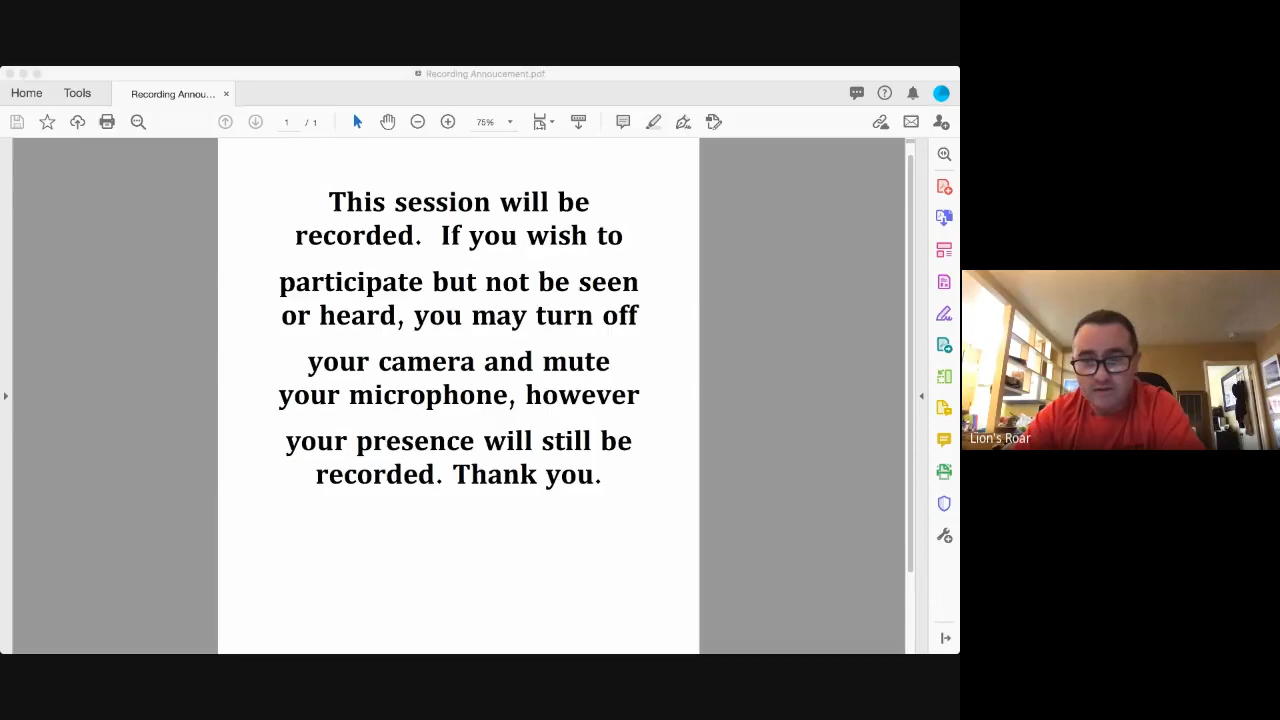 Recording Annoucement.pdf
Home
Tools
Recording Annou...
1 / 1
75%
This session will be
recorded. If you wish to
participate but not be seen
or heard, you may turn off
your camera and mute
your microphone, however
your presence will still be
recorded. Thank you.
Lion's Roar